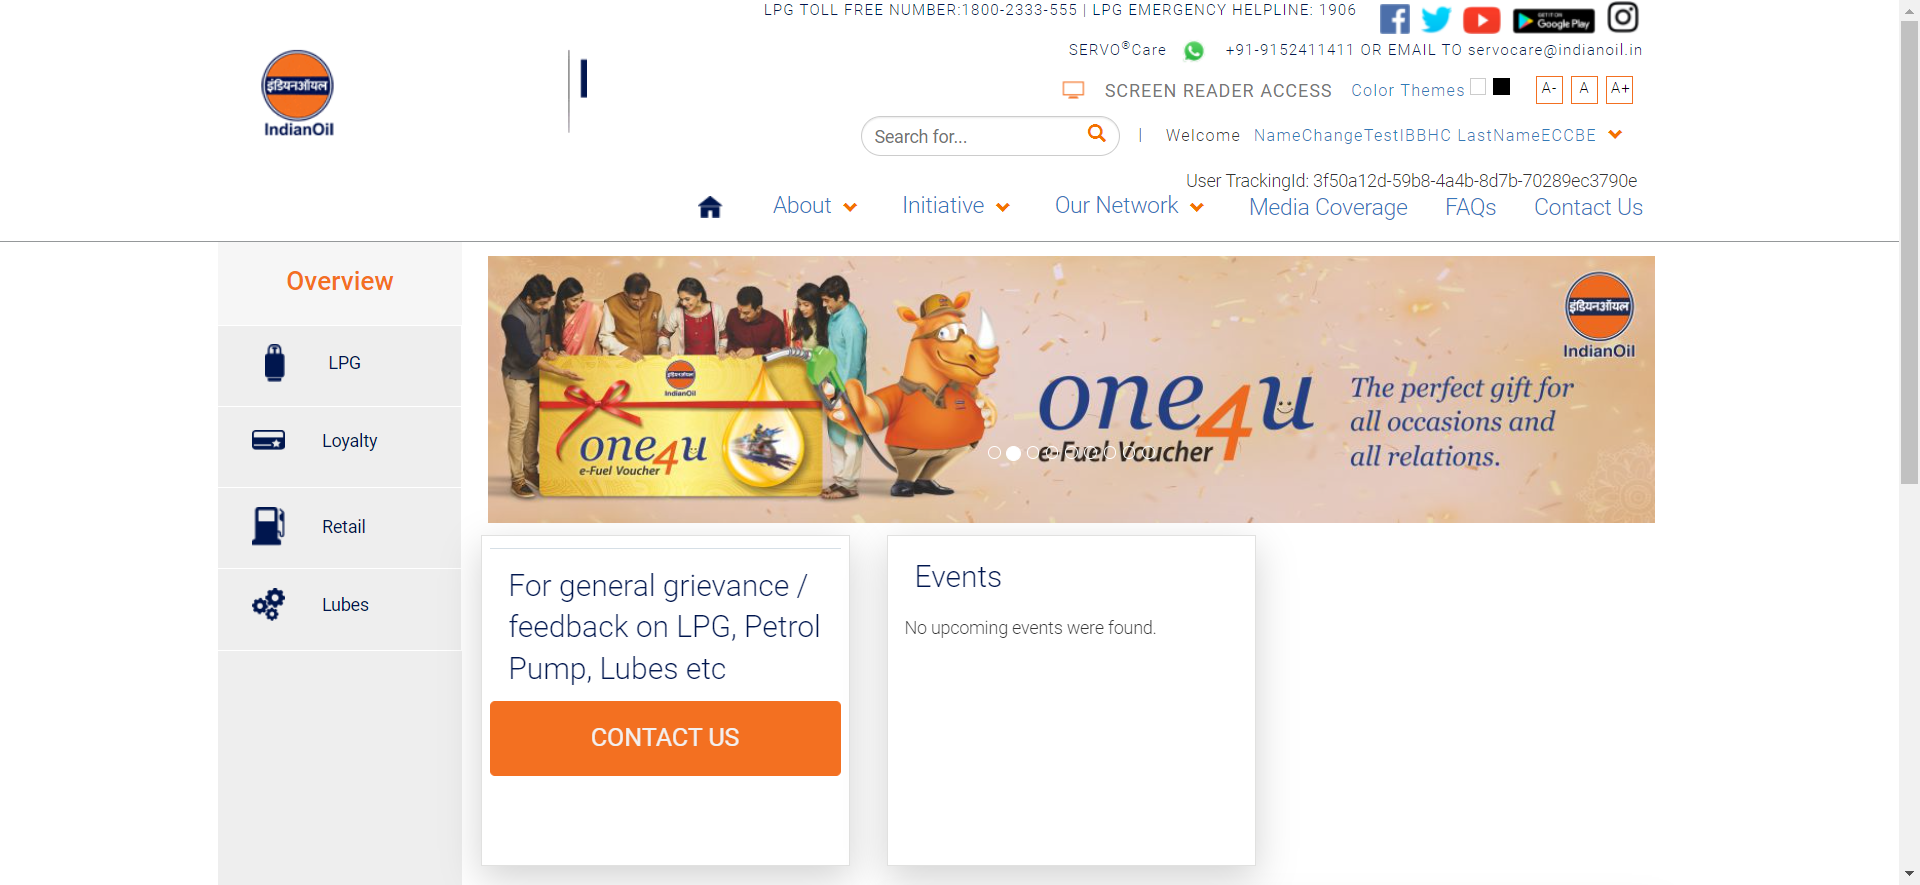 LPG TOLL FREE NUMBER:1800-2333-555 | LPG EMERGENCY HELPLINE: 1906
GET IT ON
Google Play
SERVO®Care +91-9152411411 OR EMAIL TO servocare@indianoil.in
SCREEN READER ACCESS Color Themes A- A A+
इंडियनऑयल
IndianOil
Search for... | Welcome NameChangeTestIBBHC LastNameECCBE
User TrackingId: 3f50a12d-59b8-4a4b-8d7b-70289ec3790e
About Initiative Our Network Media Coverage FAQs Contact Us
Overview
LPG
Loyalty
Retail
Lubes
इंडियनऑयल
IndianOil
one4u
e-Fuel Voucher
one4u
e-Fuel Voucher
The perfect gift for
all occasions and
all relations.
इंडियनऑयल
IndianOil
For general grievance /
feedback on LPG, Petrol
Pump, Lubes etc
CONTACT US
Events
No upcoming events were found.